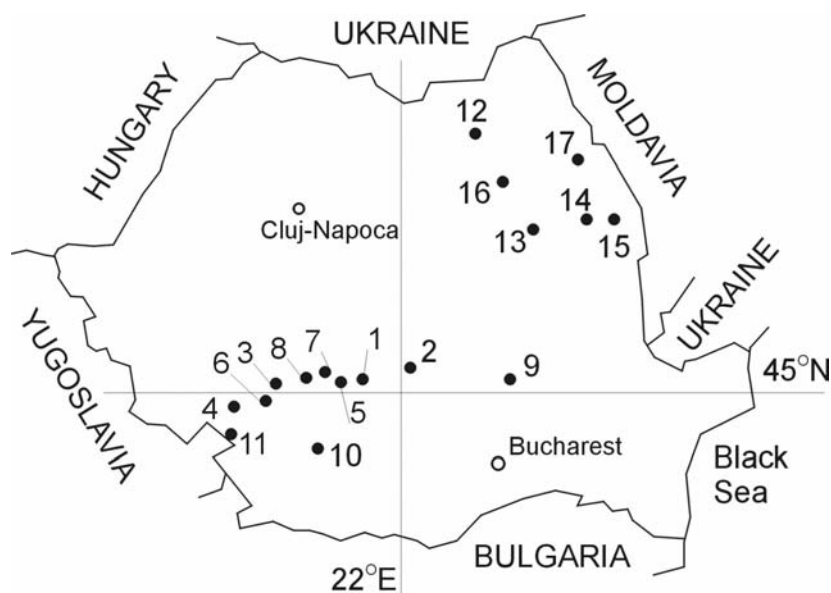 UKRAINE
HUNGARY
MOLDAVIA
12
17
16
14
15
13
Cluj-Napoca
UKRAINE
YUGOSLAVIA
3
8
7
1
2
9
45°N
6
4
5
11
10
Bucharest
Black
Sea
BULGARIA
22°E